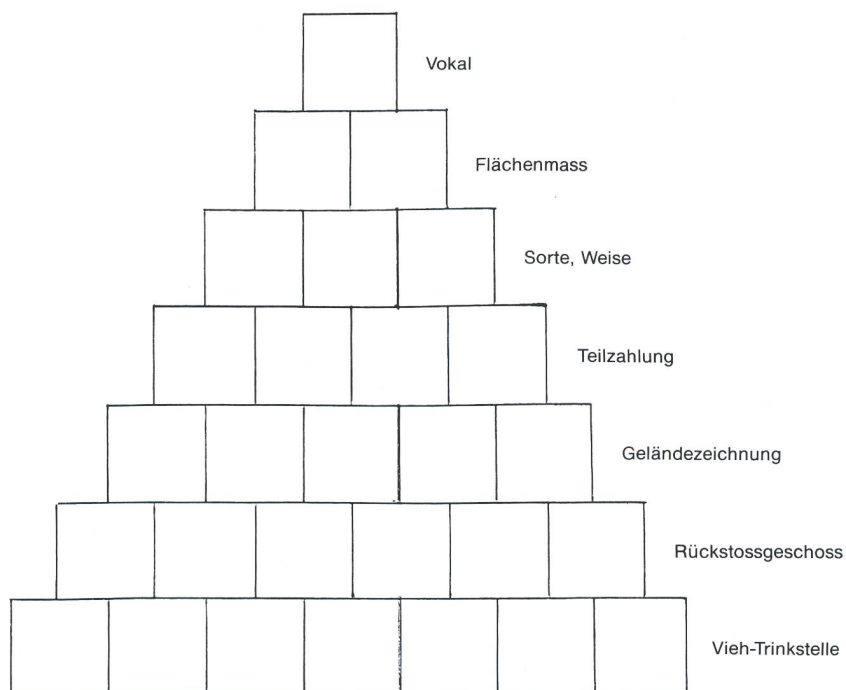 Vokal
Flächenmass
Sorte, Weise
Teilzahlung
Geländezeichnung
Rückstossgeschoss
Vieh-Trinkstelle